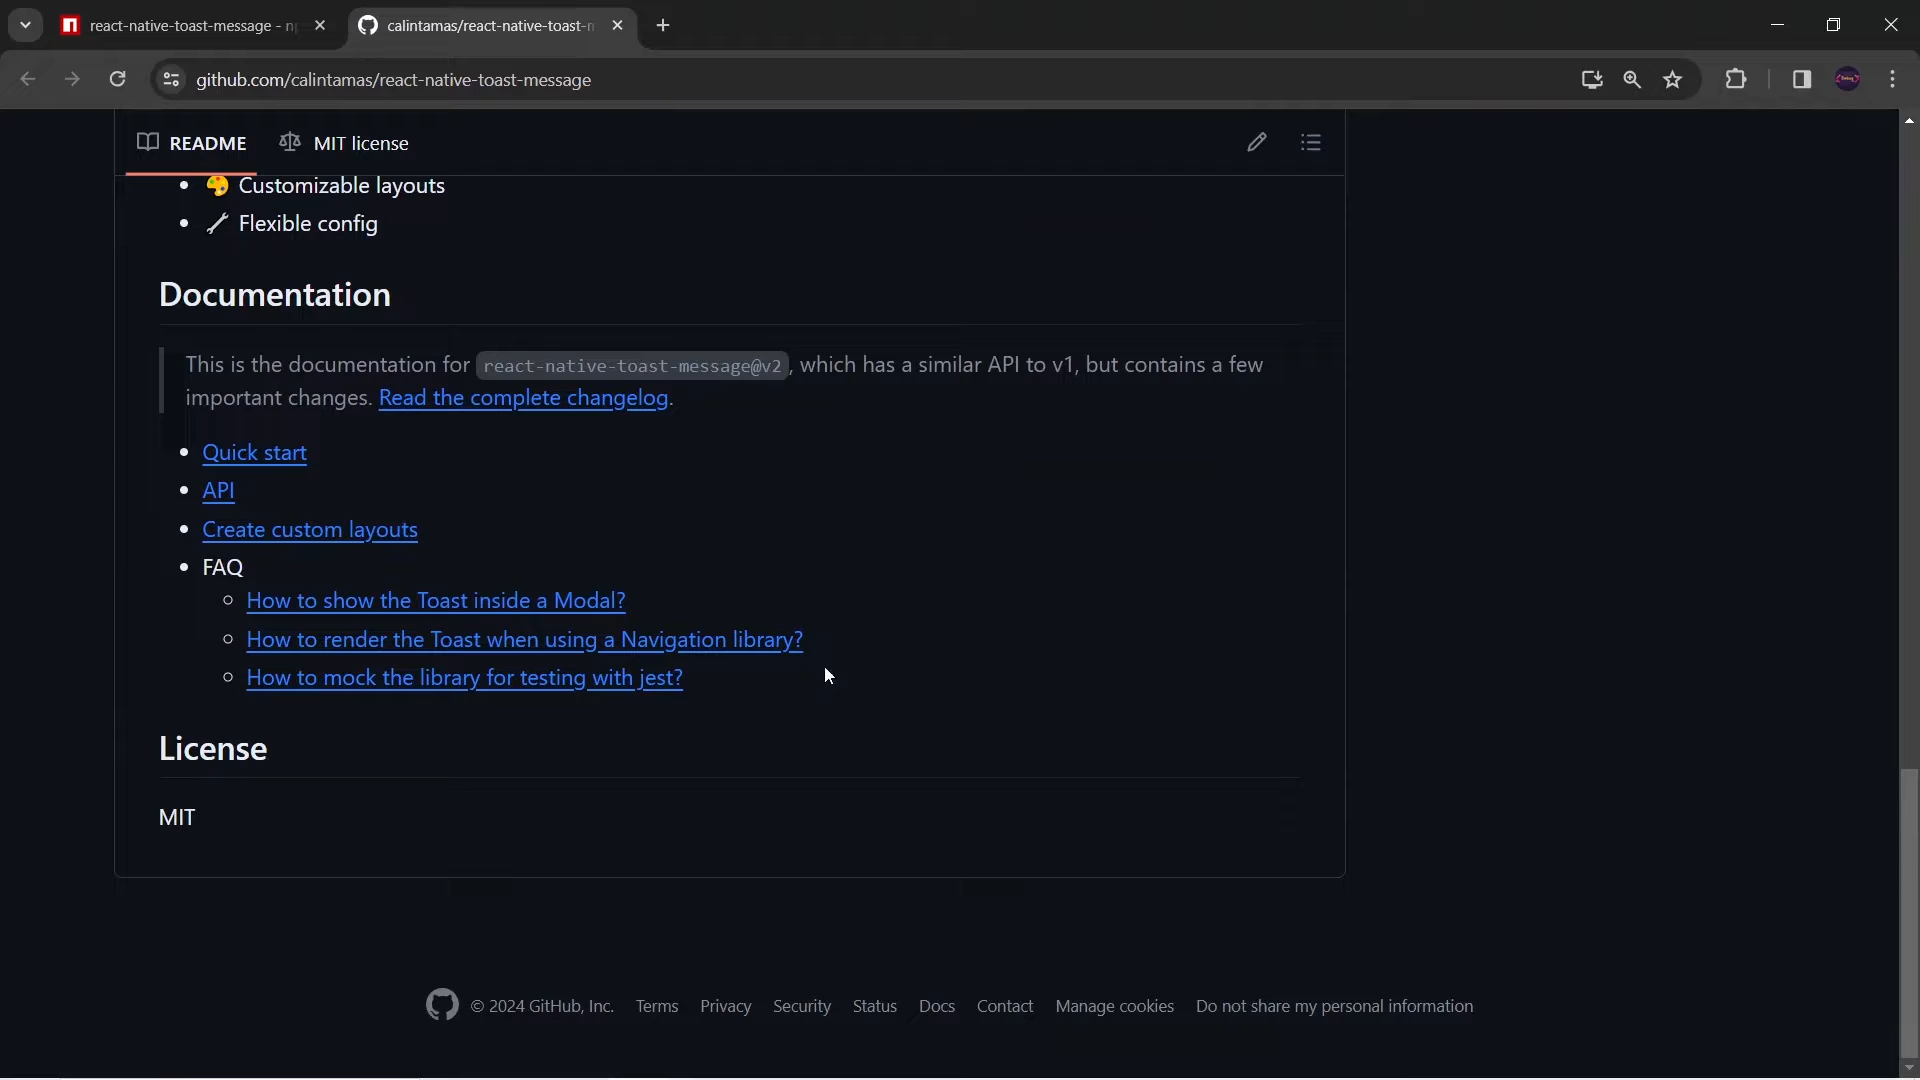 react-native-toast-message - n
calintamas/react-native-toast-n
github.com/calintamas/react-native-toast-message
README
MIT license
Customizable layouts
Flexible config
Documentation
This is the documentation for react-native-toast-message@v2, which has a similar API to v1, but contains a few
important changes. Read the complete changelog.
Quick start
API
Create custom layouts
FAQ
How to show the Toast inside a Modal?
How to render the Toast when using a Navigation library?
How to mock the library for testing with jest?
License
MIT
© 2024 GitHub, Inc. Terms Privacy Security Status Docs Contact Manage cookies Do not share my personal information